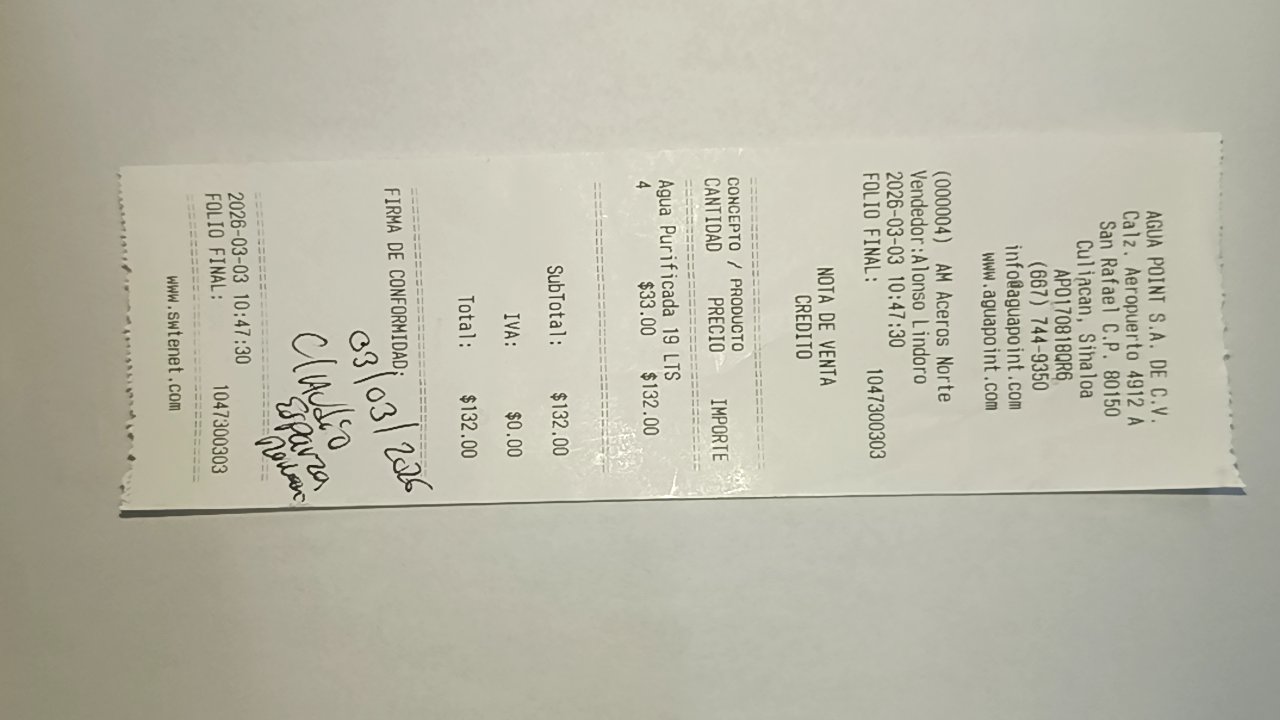 AGUA POINT S.A. DE C.V.
Calz. Aeropuerto 4912 A
San Rafael C.P. 80150
Culiacan, Sinaloa
APO170818QR6
(667) 744-9350
info@aguapoint.com
www.aguapoint.com
(000004) AM Aceros Norte
Vendedor:Alonso Lindoro
2026-03-03 10:47:30
FOLIO FINAL: 1047300303
NOTA DE VENTA
CREDITO
CONCEPTO / PRODUCTO
CANTIDAD PRECIO IMPORTE
Agua Purificada 19 LTS
4 $33.00 $132.00
SubTotal: $132.00
IVA: $0.00
Total: $132.00
FIRMA DE CONFORMIDAD:
03/03/2026
Claudio
Esparza
2026-03-03 10:47:30
FOLIO FINAL: 1047300303
www.swtenet.com